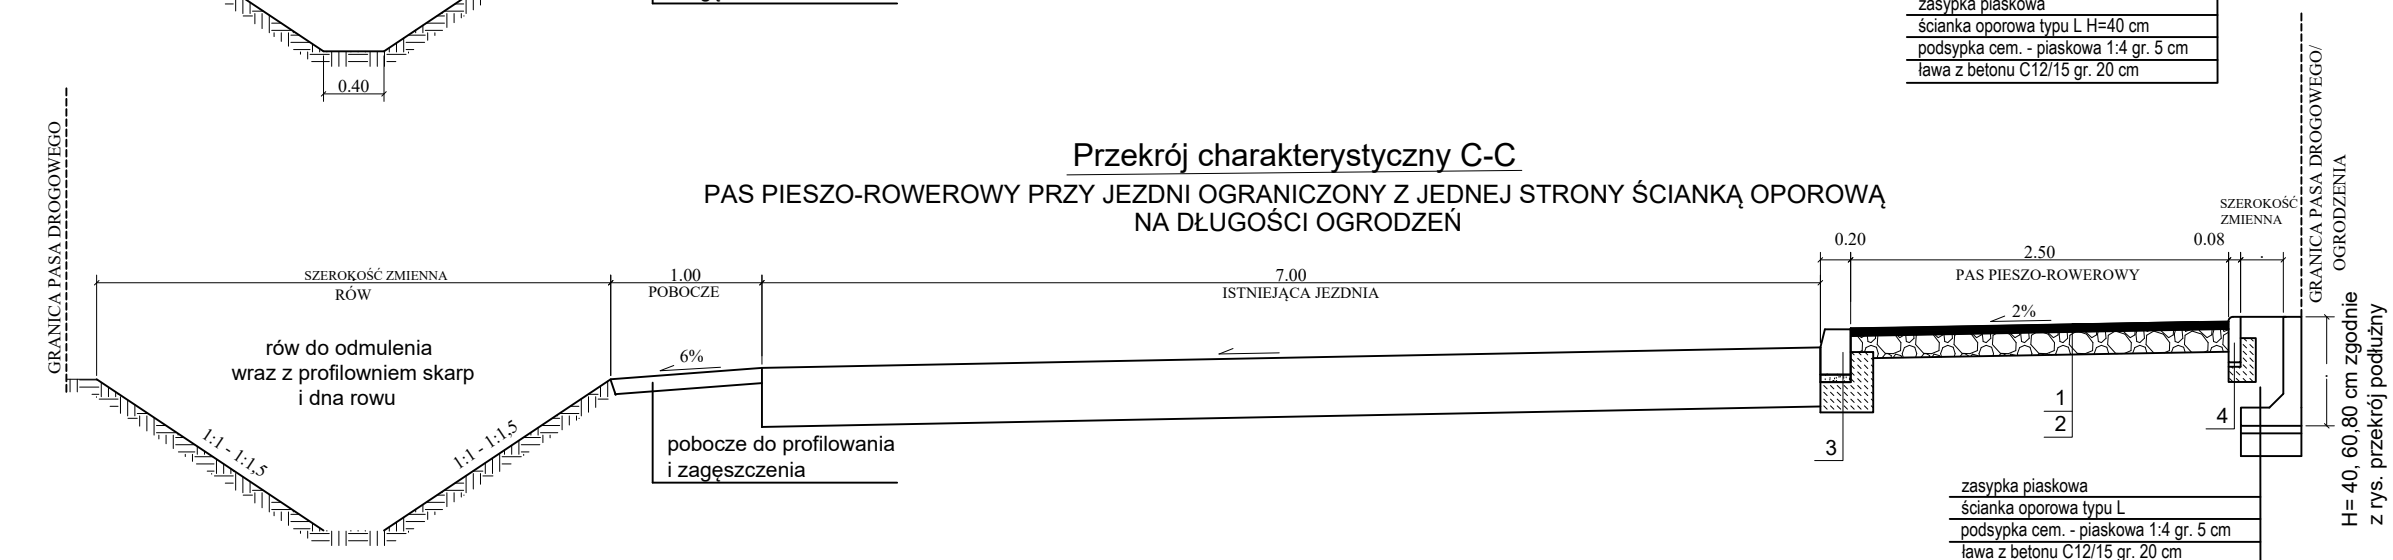 zasypka piaskowa
ścianka oporowa typu L H=40 cm
podsypka cem. - piaskowa 1:4 gr. 5 cm
ława z betonu C12/15 gr. 20 cm
0.40
Przekrój charakterystyczny C-C
PAS PIESZO-ROWEROWY PRZY JEZDNI OGRANICZONY Z JEDNEJ STRONY ŚCIANKĄ OPOROWĄ
NA DŁUGOŚCI OGRODZEŃ
GRANICA PASA DROGOWEGO
SZEROKOŚĆ ZMIENNA
RÓW
1.00
POBOCZE
7.00
ISTNIEJĄCA JEZDNIA
0.20
2.50
PAS PIESZO-ROWEROWY
0.08
SZEROKOŚĆ
ZMIENNA
GRANICA PASA DROGOWEGO/
OGRODZENIA
rów do odmulenia
wraz z profilowniem skarp
i dna rowu
1:1 - 1:1,5
1:1 - 1:1,5
6%
2%
pobocze do profilowania
i zagęszczenia
3
1
2
4
H= 40, 60,80 cm zgodnie
z rys. przekrój podłużny
zasypka piaskowa
ścianka oporowa typu L
podsypka cem. - piaskowa 1:4 gr. 5 cm
ława z betonu C12/15 gr. 20 cm